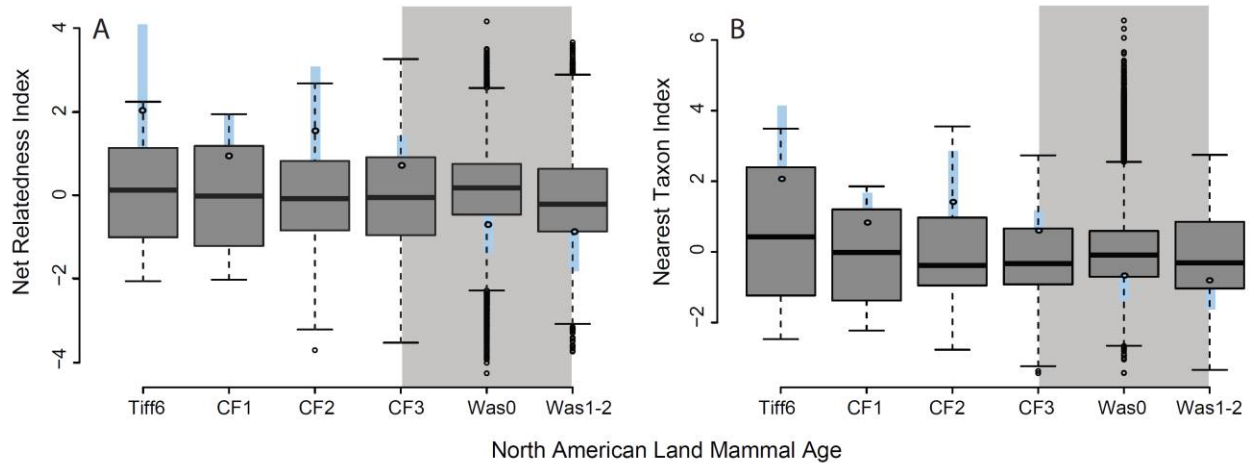 A
Net Relatedness Index
4
2
0
−2
−4
Tiff6 CF1 CF2 CF3 Was0 Was1-2
B
Nearest Taxon Index
6
4
2
0
−2
Tiff6 CF1 CF2 CF3 Was0 Was1-2
North American Land Mammal Age